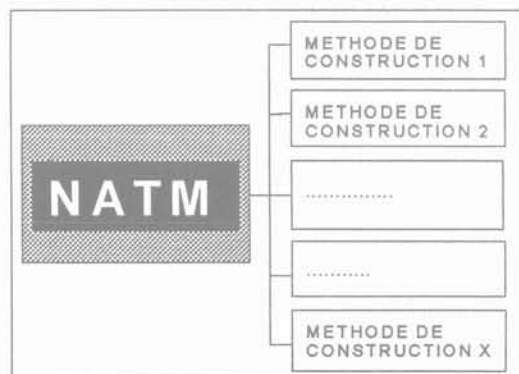 METHODE DE
CONSTRUCTION 1
METHODE DE
CONSTRUCTION 2
NATM
..............
...........
METHODE DE
CONSTRUCTION X